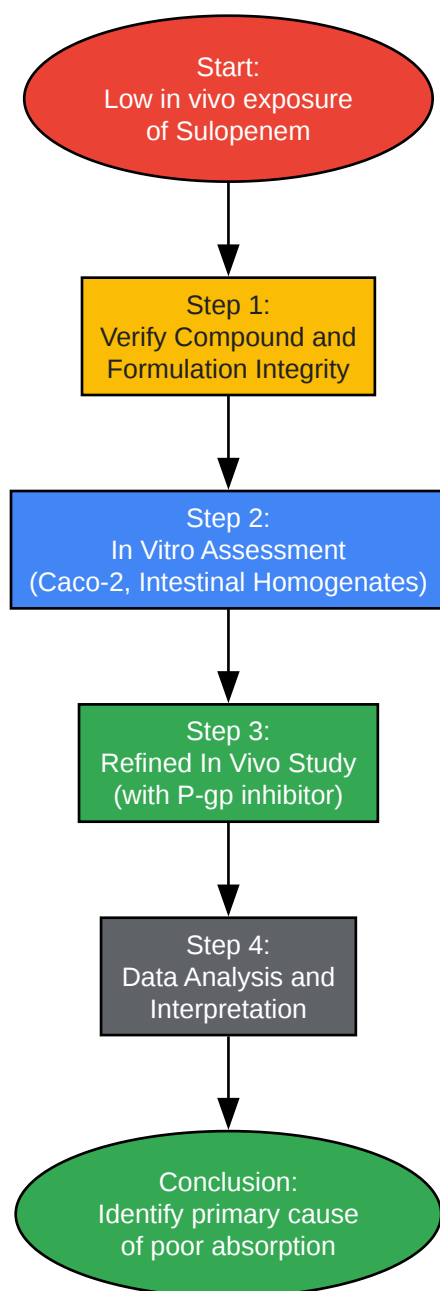 Start:
Low in vivo exposure
of Sulopenem
Step 1:
Verify Compound and
Formulation Integrity
Step 2:
In Vitro Assessment
(Caco-2, Intestinal Homogenates)
Step 3:
Refined In Vivo Study
(with P-gp inhibitor)
Step 4:
Data Analysis and
Interpretation
Conclusion:
Identify primary cause
of poor absorption